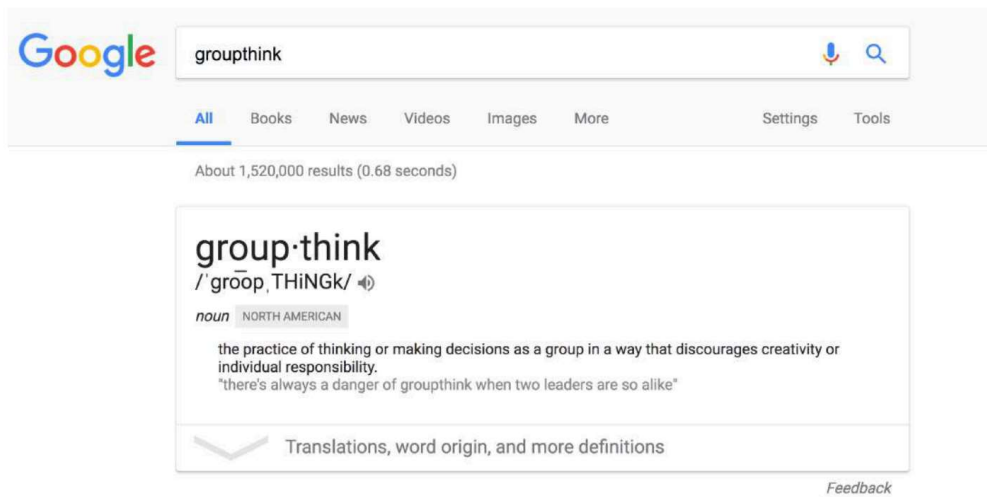 Google groupthink
All Books News Videos Images More Settings Tools
About 1,520,000 results (0.68 seconds)
group·think
/ˈgro͞opˌTHiNGk/
noun NORTH AMERICAN
the practice of thinking or making decisions as a group in a way that discourages creativity or
individual responsibility.
"there's always a danger of groupthink when two leaders are so alike"
Translations, word origin, and more definitions
Feedback